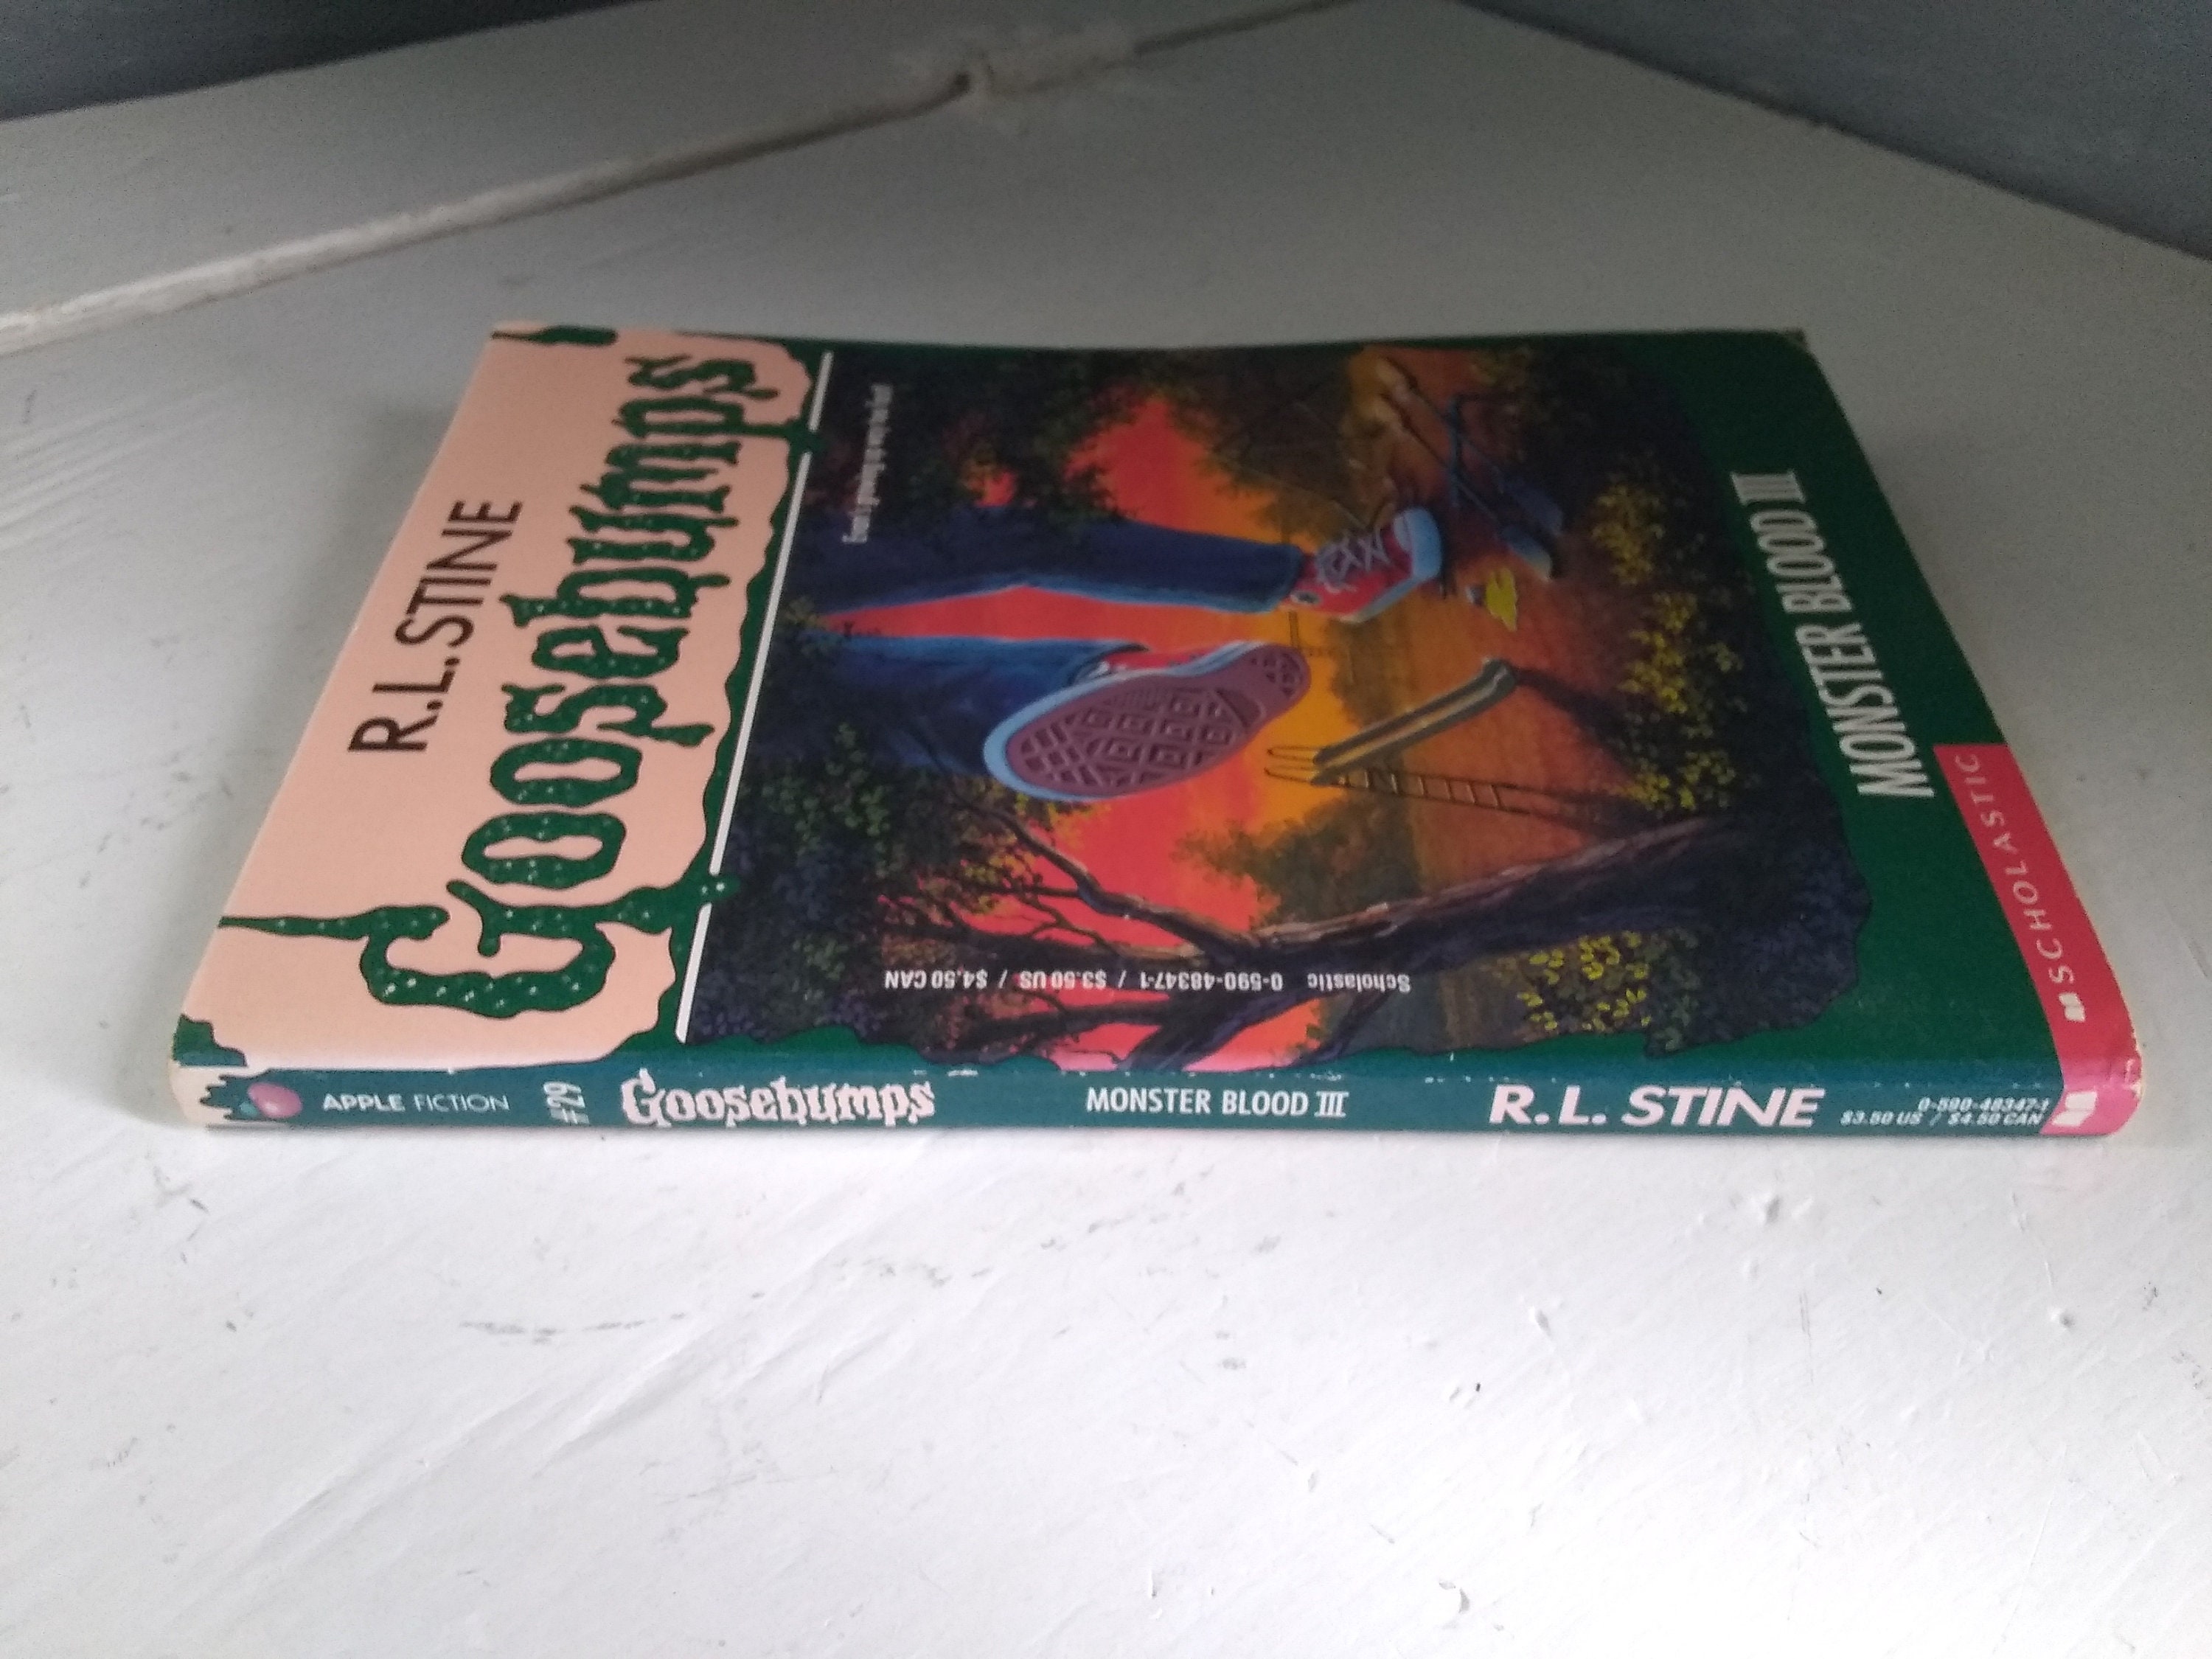 R.L. STINE
Goosebumps
Scholastic 0-590-48347-1 / $3.50 US / $4.50 CAN
MONSTER BLOOD III
SCHOLASTIC
APPLE FICTION
#29
Goosebumps
MONSTER BLOOD III
R.L. STINE
0-590-48347-1
$3.50 US / $4.50 CAN